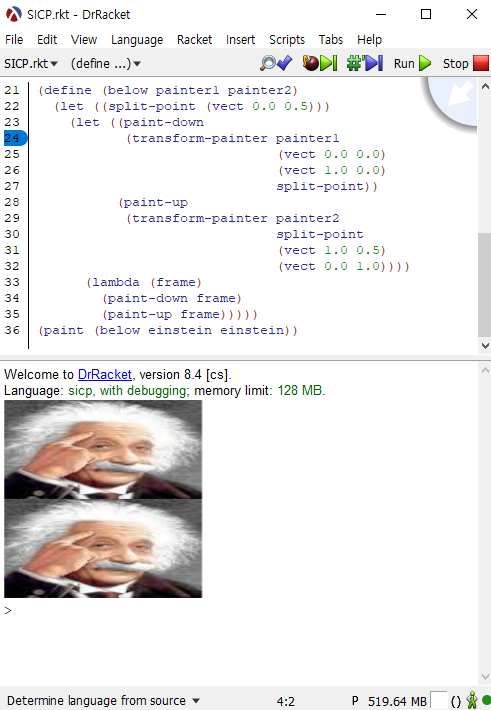 SICP.rkt - DrRacket
File Edit View Language Racket Insert Scripts Tabs Help
SICP.rkt▾ (define ...)▾ Run Stop
21 (define (below painter1 painter2)
22 (let ((split-point (vect 0.0 0.5)))
23 (let ((paint-down
24 (transform-painter painter1
25 (vect 0.0 0.0)
26 (vect 1.0 0.0)
27 split-point))
28 (paint-up
29 (transform-painter painter2
30 split-point
31 (vect 1.0 0.5)
32 (vect 0.0 1.0))))
33 (lambda (frame)
34 (paint-down frame)
35 (paint-up frame)))))
36 (paint (below einstein einstein))
Welcome to DrRacket, version 8.4 [cs].
Language: sicp, with debugging; memory limit: 128 MB.
>
Determine language from source ▾ 4:2 P 519.64 MB ()